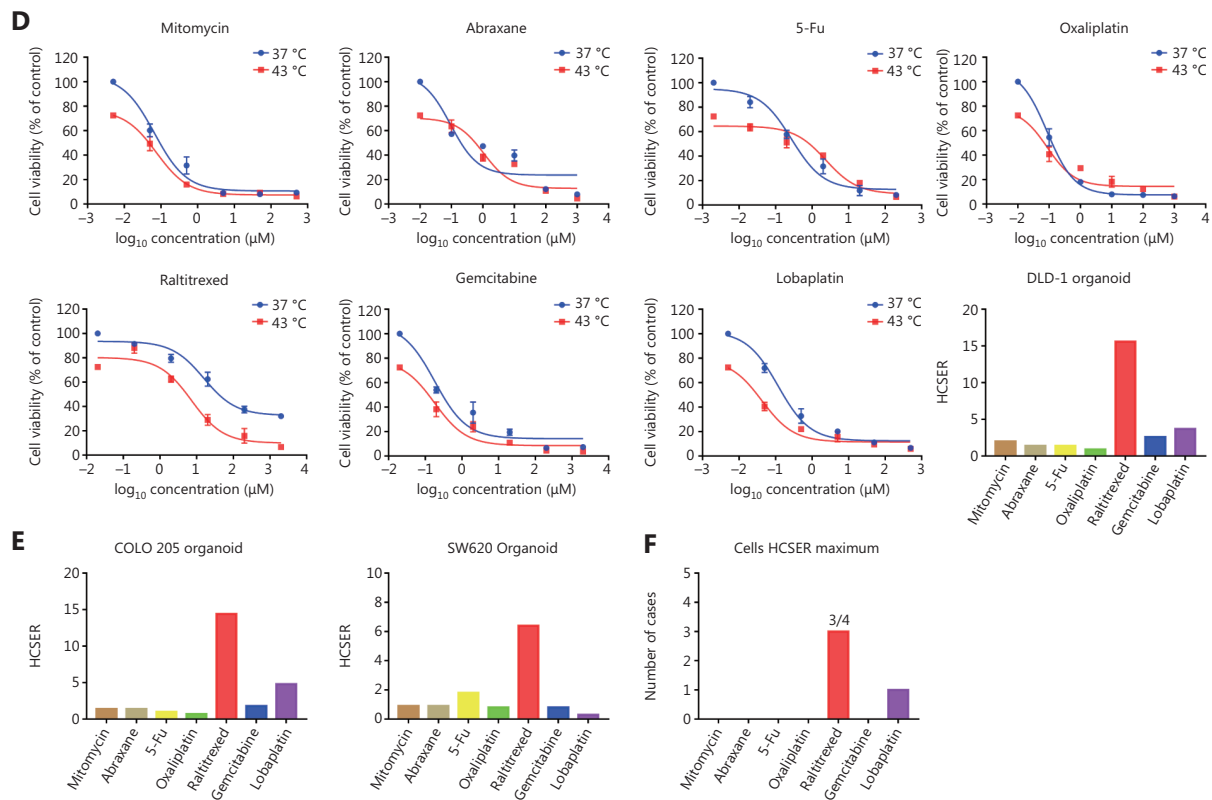 D
Mitomycin
Cell viability (% of control)
120
100
80
60
40
20
0
37 °C
43 °C
−3 −2 −1 0 1 2 3
log10 concentration (µM)
Abraxane
Cell viability (% of control)
120
100
80
60
40
20
0
37 °C
43 °C
−3 −2 −1 0 1 2 3 4
log10 concentration (µM)
5-Fu
Cell viability (% of control)
120
100
80
60
40
20
0
37 °C
43 °C
−3 −2 −1 0 1 2 3
log10 concentration (µM)
Oxaliplatin
Cell viability (% of control)
120
100
80
60
40
20
0
37 °C
43 °C
−3 −2 −1 0 1 2 3 4
log10 concentration (µM)
Raltitrexed
Cell viability (% of control)
120
100
80
60
40
20
0
37 °C
43 °C
−2 −1 0 1 2 3 4
log10 concentration (µM)
Gemcitabine
Cell viability (% of control)
120
100
80
60
40
20
0
37 °C
43 °C
−2 −1 0 1 2 3 4
log10 concentration (µM)
Lobaplatin
Cell viability (% of control)
120
100
80
60
40
20
0
37 °C
43 °C
−3 −2 −1 0 1 2 3
log10 concentration (µM)
DLD-1 organoid
HCSER
20
15
10
5
0
Mitomycin
Abraxane
5-Fu
Oxaliplatin
Raltitrexed
Gemcitabine
Lobaplatin
E
COLO 205 organoid
HCSER
20
15
10
5
0
Mitomycin
Abraxane
5-Fu
Oxaliplatin
Raltitrexed
Gemcitabine
Lobaplatin
SW620 Organoid
HCSER
10
8
6
4
2
0
Mitomycin
Abraxane
5-Fu
Oxaliplatin
Raltitrexed
Gemcitabine
Lobaplatin
F
Cells HCSER maximum
Number of cases
5
4
3
2
1
0
3/4
Mitomycin
Abraxane
5-Fu
Oxaliplatin
Raltitrexed
Gemcitabine
Lobaplatin